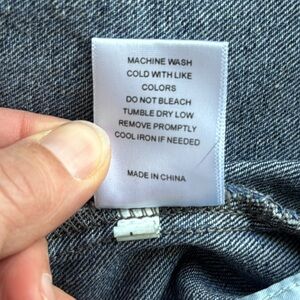 MACHINE WASH
COLD WITH LIKE
COLORS
DO NOT BLEACH
TUMBLE DRY LOW
REMOVE PROMPTLY
COOL IRON IF NEEDED
MADE IN CHINA